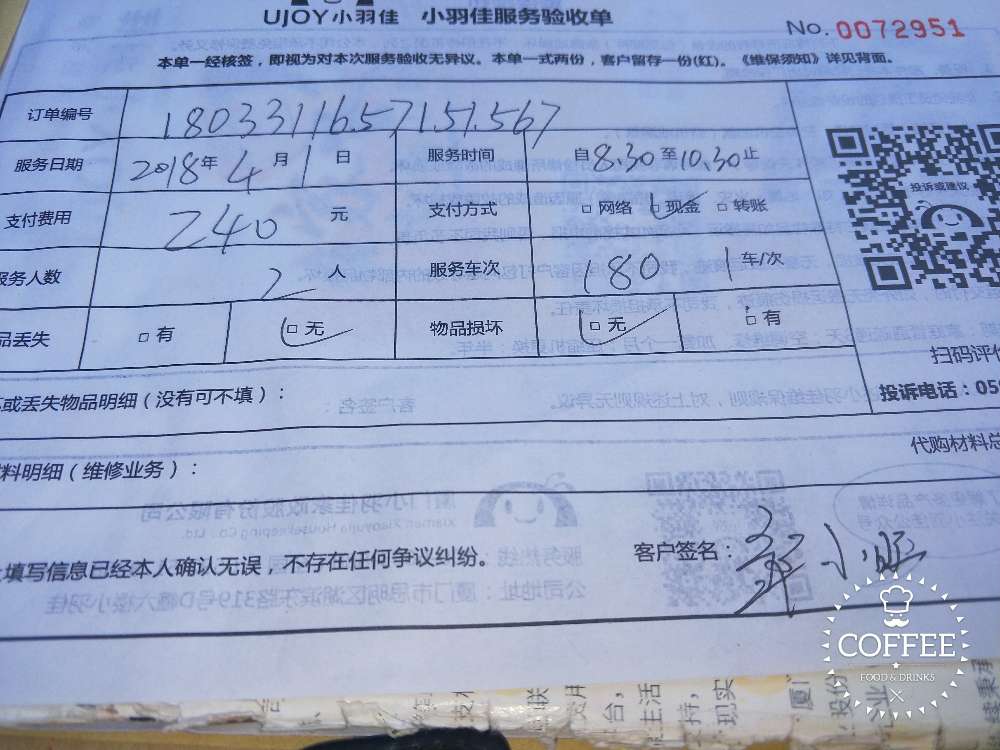 UJOY小羽佳 小羽佳服务验收单
No. 0072951
本单一经核签，即视为对本次服务验收无异议。本单一式两份，客户留存一份(红)。《维保须知》详见背面。
订单编号 1803311657151567
服务日期 2018年4月1日 服务时间 自8.30至10.30止
支付费用 240元 支付方式 □网络 □现金 □转账
服务人数 2人 服务车次 180 1车/次
品丢失 □有 □无 物品损坏 □无 □有
投诉或建议
扫码评价
或丢失物品明细（没有可不填）：
投诉电话：05
代购材料总
料明细（维修业务）：
填写信息已经本人确认无误，不存在任何争议纠纷。
客户签名：
COFFEE
FOOD & DRINKS